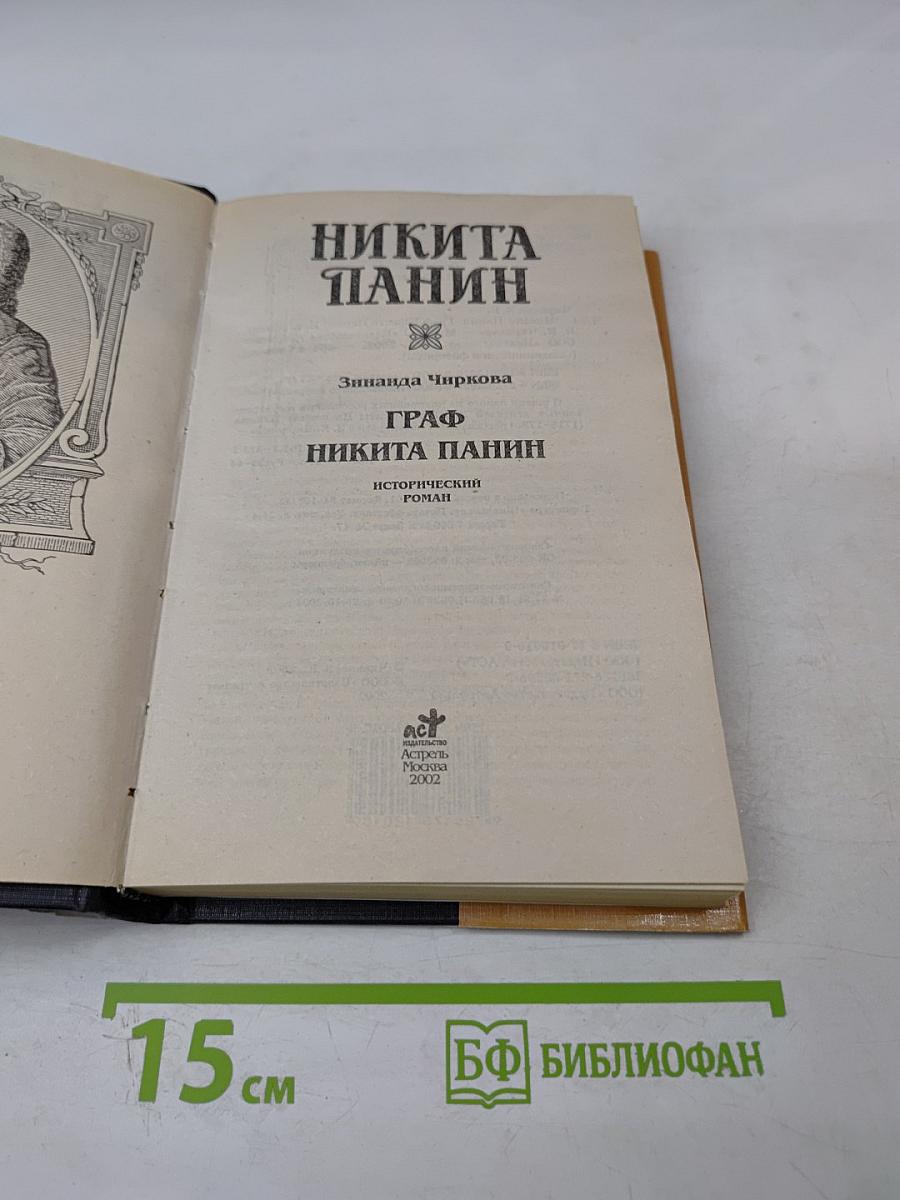 НИКИТА
ПАНИН
Зинаида Чиркова
ГРАФ
НИКИТА ПАНИН
ИСТОРИЧЕСКИЙ
РОМАН
аст
ИЗДАТЕЛЬСТВО
Астрель
Москва
2002
15 см
БФ БИБЛИОФАН